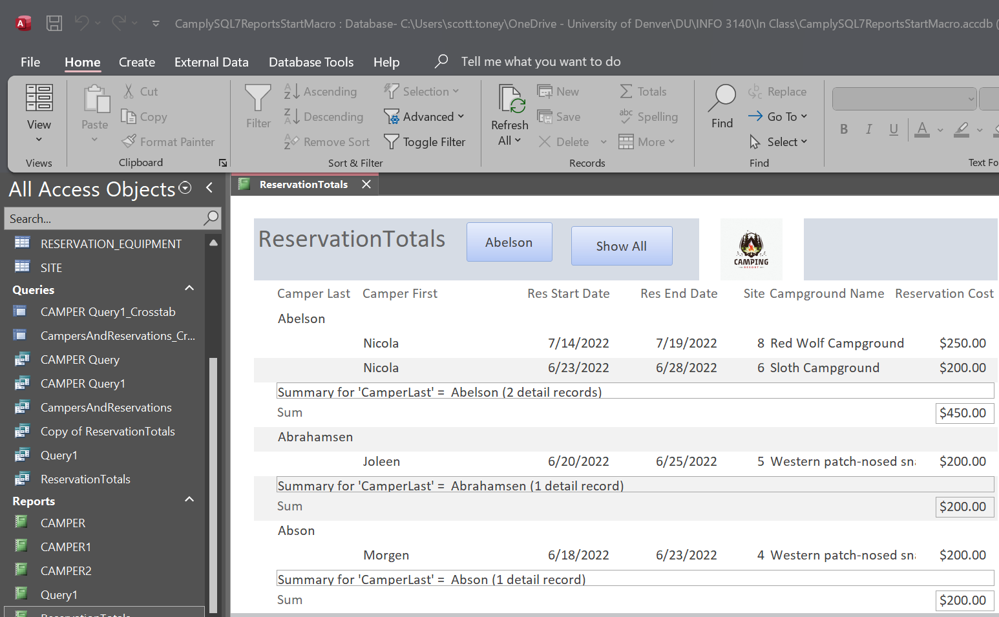 CamplySQL7ReportsStartMacro : Database- C:\Users\scott.toney\OneDrive - University of Denver\DU\INFO 3140\In Class\CamplySQL7ReportsStartMacro.accdb (
File Home Create External Data Database Tools Help Tell me what you want to do
View
Views
Paste
Cut
Copy
Format Painter
Clipboard
Filter
Ascending
Descending
Remove Sort
Selection
Advanced
Toggle Filter
Sort & Filter
Refresh
All
New
Save
Delete
Totals
Spelling
More
Records
Find
Replace
Go To
Select
Find
B I U A
Text Fo
All Access Objects
Search...
RESERVATION_EQUIPMENT
SITE
Queries
CAMPER Query1_Crosstab
CampersAndReservations_Cr...
CAMPER Query
CAMPER Query1
CampersAndReservations
Copy of ReservationTotals
Query1
ReservationTotals
Reports
CAMPER
CAMPER1
CAMPER2
Query1
ReservationTotals
ReservationTotals
ReservationTotals Abelson Show All
CAMPING
RESORT
Camper Last Camper First Res Start Date Res End Date Site Campground Name Reservation Cost
Abelson
Nicola 7/14/2022 7/19/2022 8 Red Wolf Campground $250.00
Nicola 6/23/2022 6/28/2022 6 Sloth Campground $200.00
Summary for 'CamperLast' = Abelson (2 detail records)
Sum $450.00
Abrahamsen
Joleen 6/20/2022 6/25/2022 5 Western patch-nosed sna $200.00
Summary for 'CamperLast' = Abrahamsen (1 detail record)
Sum $200.00
Abson
Morgen 6/18/2022 6/23/2022 4 Western patch-nosed sna $200.00
Summary for 'CamperLast' = Abson (1 detail record)
Sum $200.00